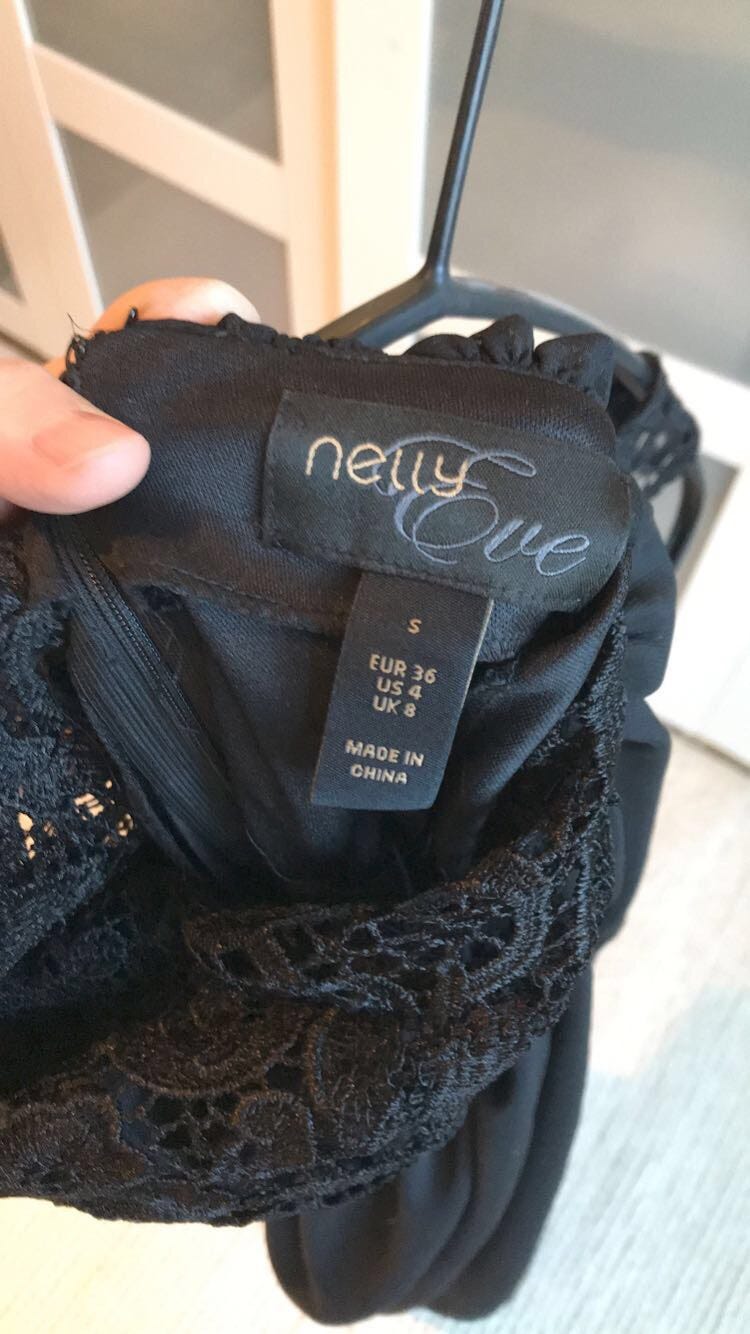 nelly
Eve
S
EUR 36
US 4
UK 8
MADE IN
CHINA